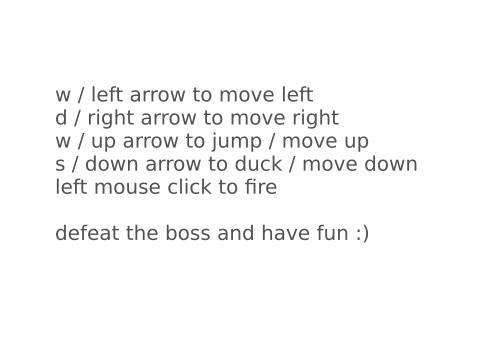 w / left arrow to move left
d / right arrow to move right
w / up arrow to jump / move up
s / down arrow to duck / move down
left mouse click to fire
defeat the boss and have fun :)